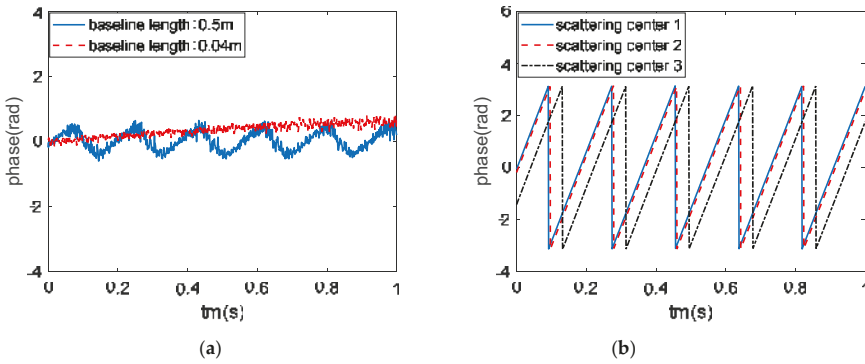 baseline length:0.5m
baseline length:0.04m
4
2
0
-2
-4
phase(rad)
0
0.2
0.4
0.6
0.8
1
tm(s)
(a)
scattering center 1
scattering center 2
scattering center 3
6
4
2
0
-2
-4
phase(rad)
0
0.2
0.4
0.6
0.8
1
tm(s)
(b)